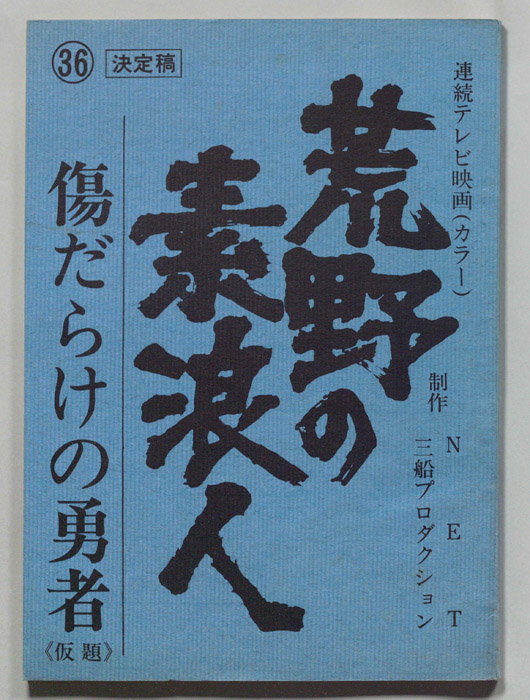 連続テレビ映画(カラー)
荒野の
素浪人
制作
NET
三船プロダクション
㊱
決定稿
傷だらけの勇者
《仮題》